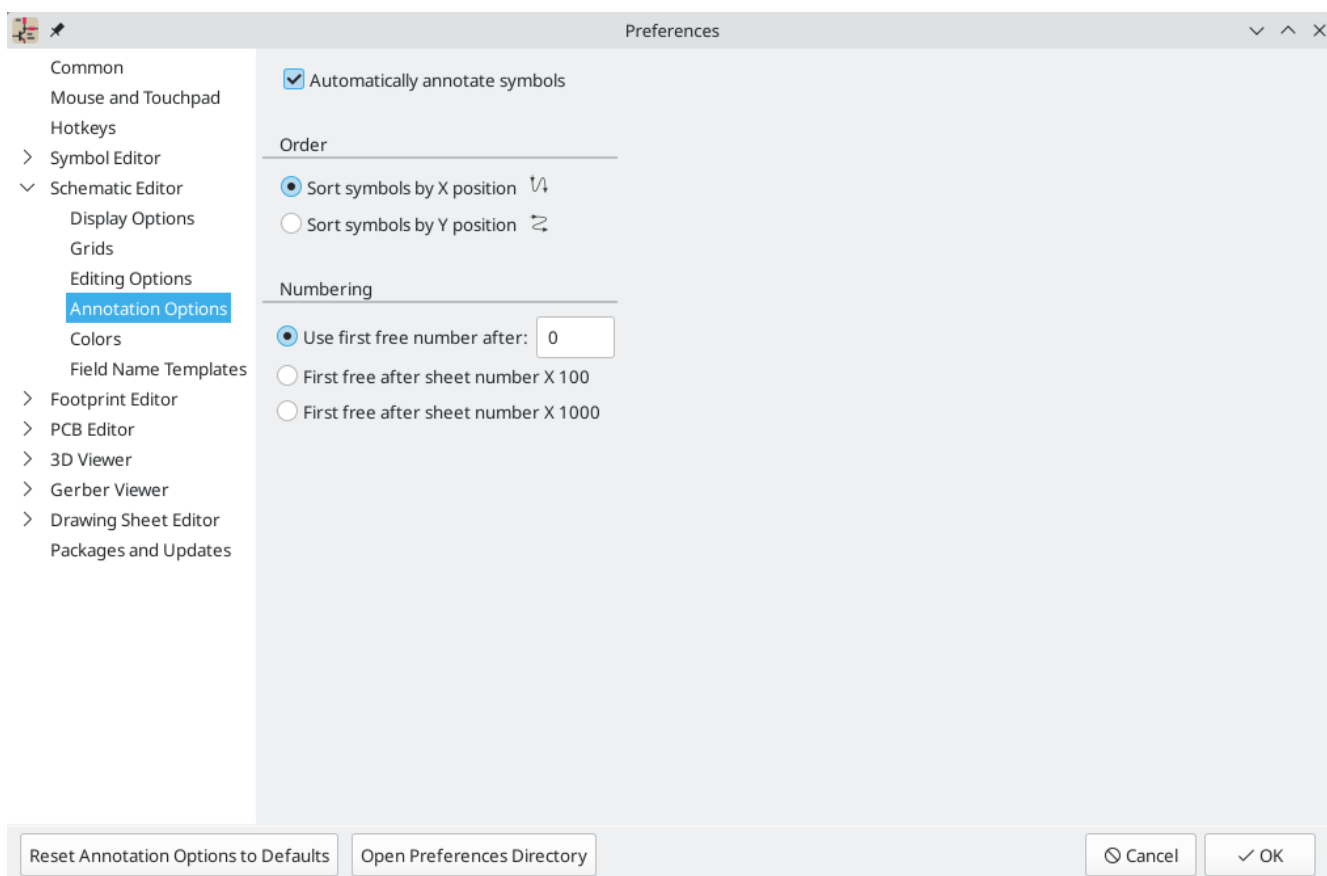 Preferences
Common
Mouse and Touchpad
Hotkeys
Symbol Editor
Schematic Editor
Display Options
Grids
Editing Options
Annotation Options
Colors
Field Name Templates
Footprint Editor
PCB Editor
3D Viewer
Gerber Viewer
Drawing Sheet Editor
Packages and Updates
Automatically annotate symbols
Order
Sort symbols by X position
Sort symbols by Y position
Numbering
Use first free number after: 0
First free after sheet number X 100
First free after sheet number X 1000
Reset Annotation Options to Defaults
Open Preferences Directory
Cancel
OK